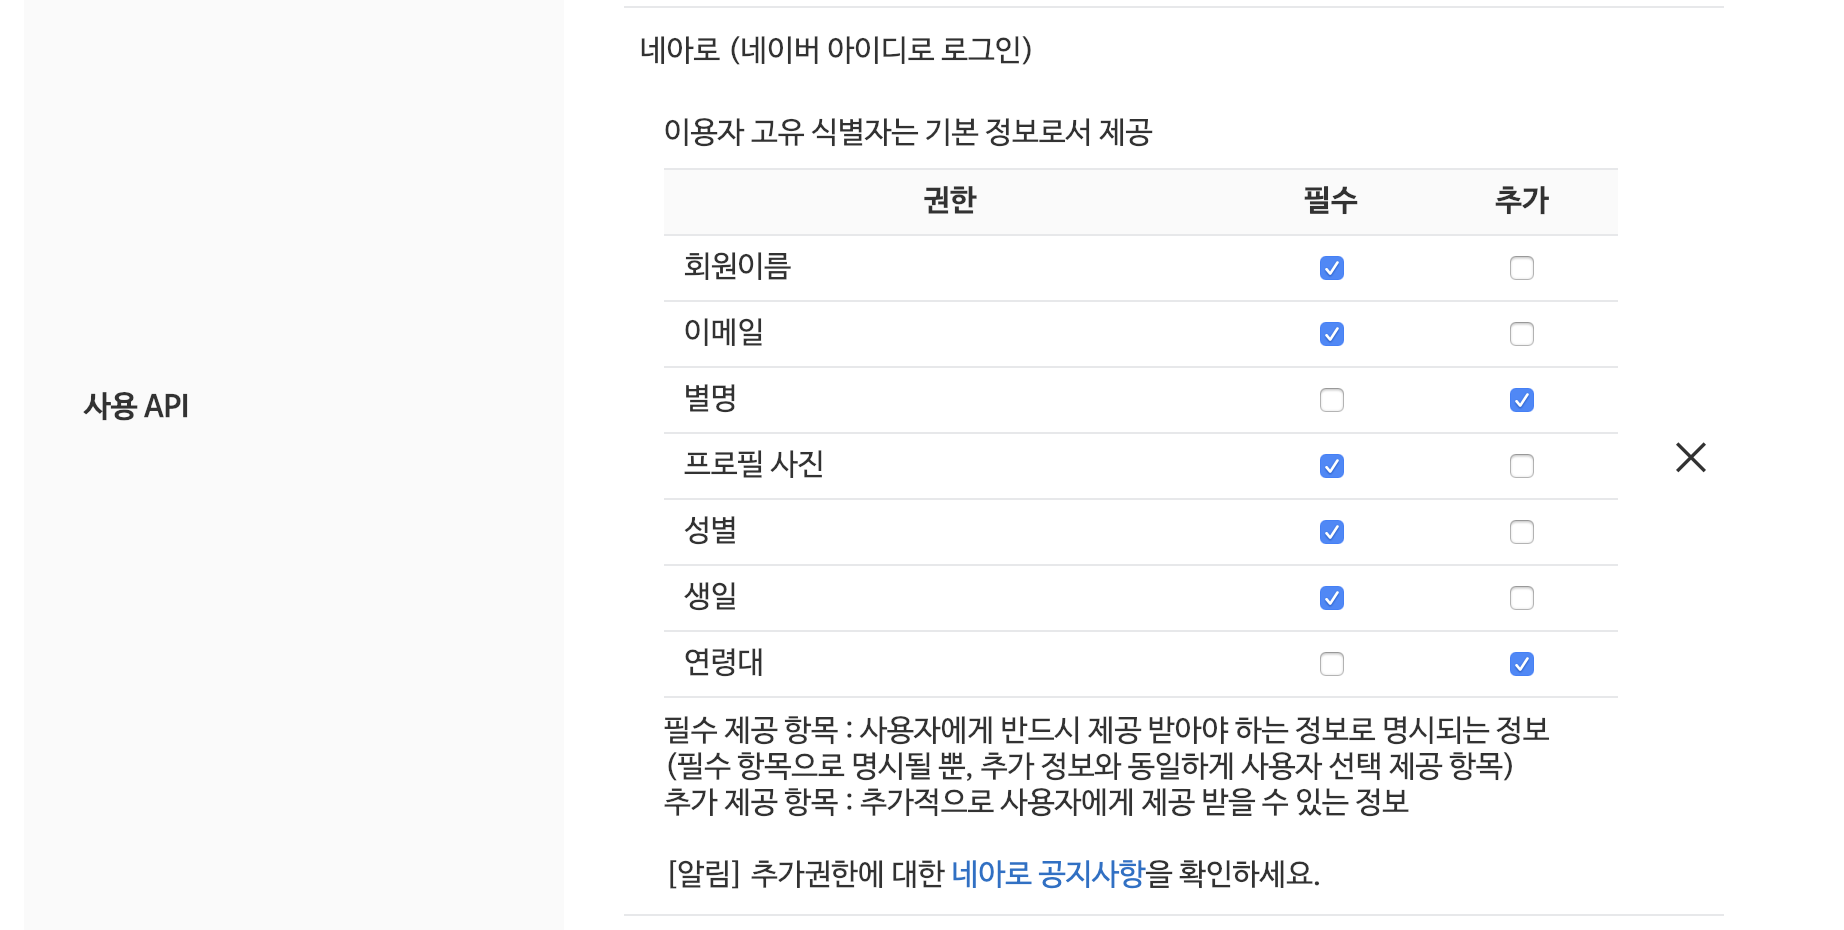 네아로 (네이버 아이디로 로그인)
이용자 고유 식별자는 기본 정보로서 제공
권한 필수 추가
회원이름
이메일
별명
사용 API
프로필 사진
성별
생일
연령대
필수 제공 항목 : 사용자에게 반드시 제공 받아야 하는 정보로 명시되는 정보
(필수 항목으로 명시될 뿐, 추가 정보와 동일하게 사용자 선택 제공 항목)
추가 제공 항목 : 추가적으로 사용자에게 제공 받을 수 있는 정보
[알림] 추가권한에 대한 네아로 공지사항을 확인하세요.